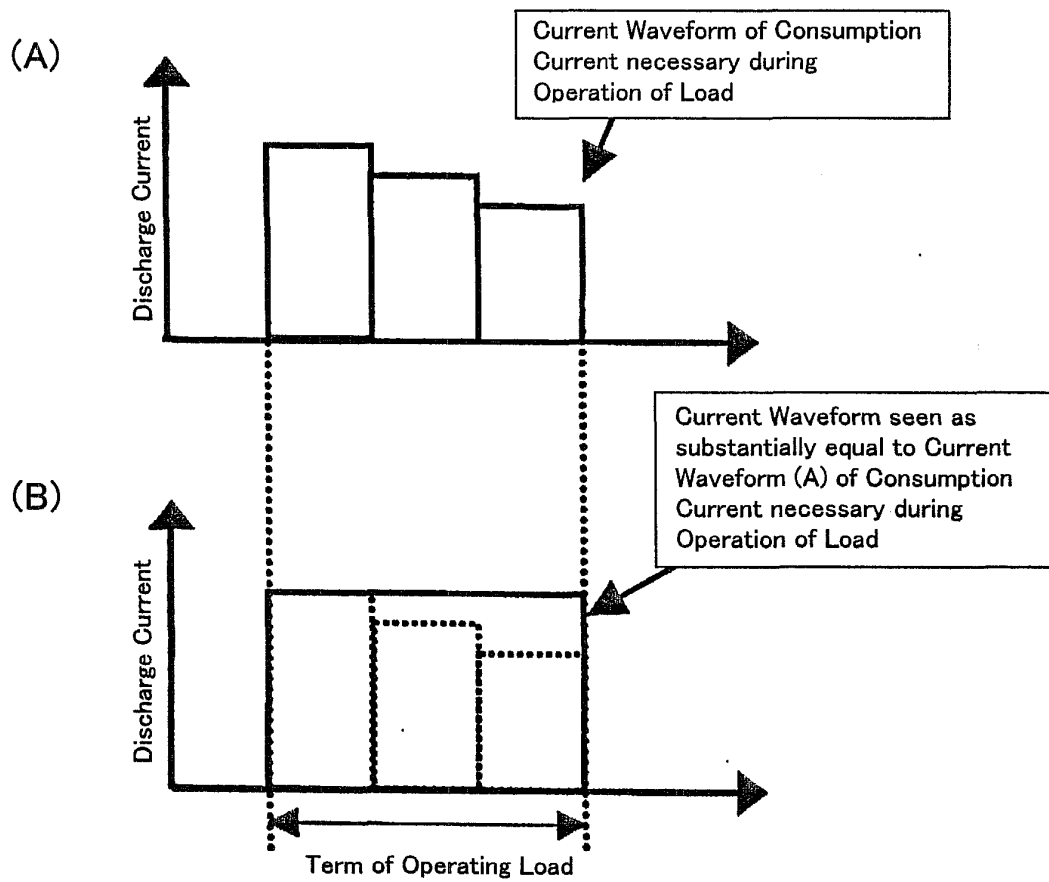 (A)
Current Waveform of Consumption
Current necessary during
Operation of Load
Discharge Current
Current Waveform seen as
substantially equal to Current
Waveform (A) of Consumption
Current necessary during
Operation of Load
(B)
Discharge Current
Term of Operating Load